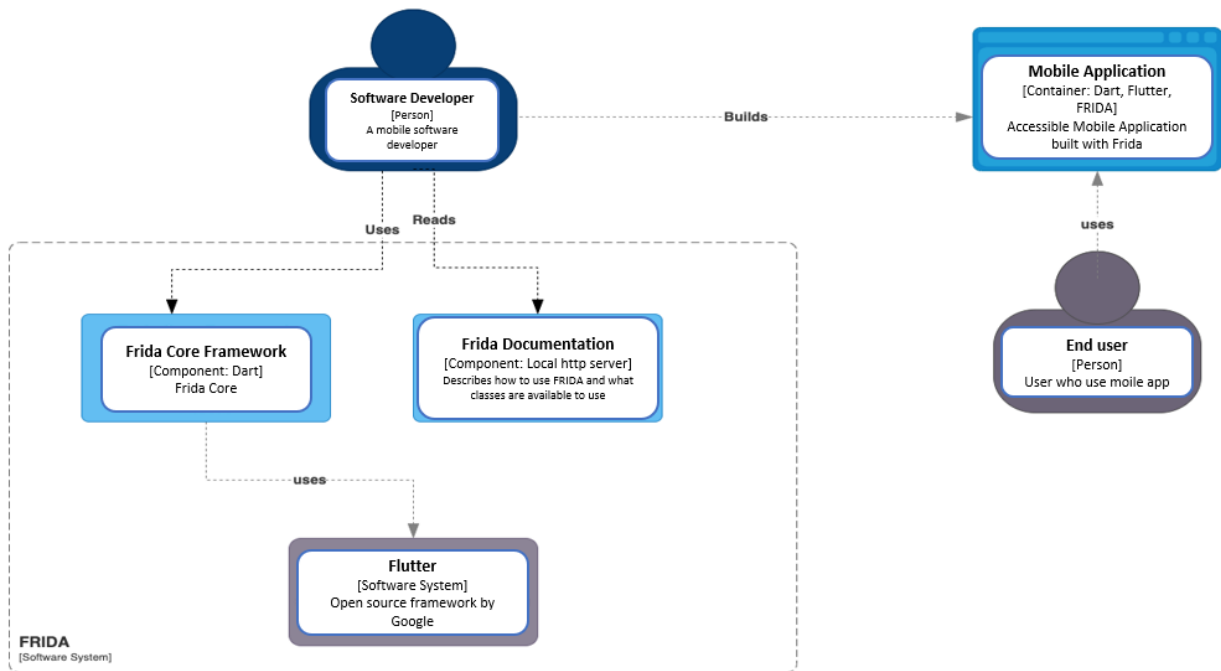 Software Developer
[Person]
A mobile software
developer
Builds
Mobile Application
[Container: Dart, Flutter,
FRIDA]
Accessible Mobile Application
built with Frida
Uses
Reads
uses
End user
[Person]
User who use moile app
Frida Core Framework
[Component: Dart]
Frida Core
Frida Documentation
[Component: Local http server]
Describes how to use FRIDA and what
classes are available to use
uses
Flutter
[Software System]
Open source framework by
Google
FRIDA
[Software System]